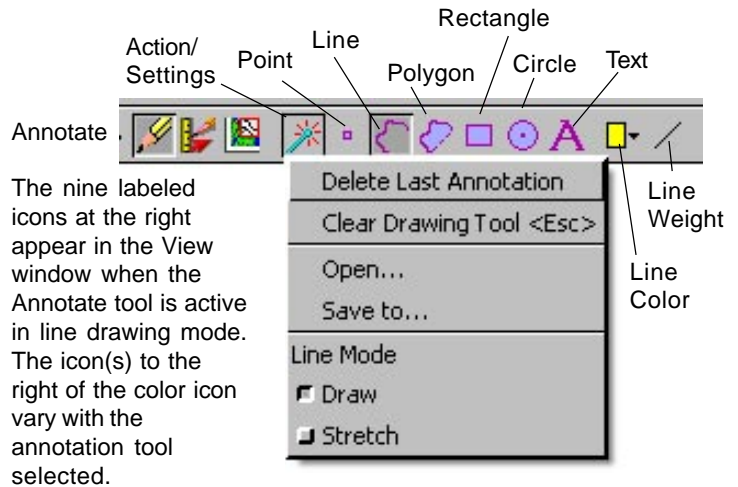 Rectangle
Line
Action/
Settings
Point
Polygon
Circle
Text
Annotate
The nine labeled
icons at the right
appear in the View
window when the
Annotate tool is active
in line drawing mode.
The icon(s) to the
right of the color icon
vary with the
annotation tool
selected.
Delete Last Annotation
Clear Drawing Tool <Esc>
Open...
Save to...
Line Mode
Draw
Stretch
Line
Weight
Line
Color